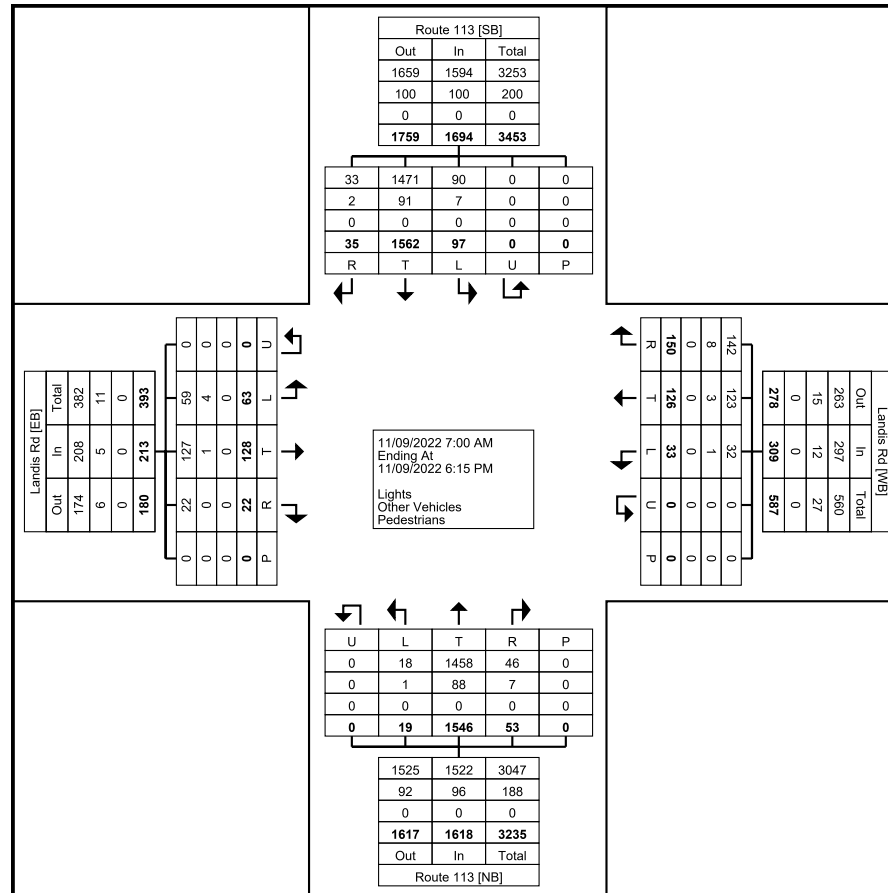 Route 113 [SB]
Out In Total
1659 1594 3253
100 100 200
0 0 0
1759 1694 3453
33 1471 90 0 0
2 91 7 0 0
0 0 0 0 0
35 1562 97 0 0
R T L U P
Landis Rd [EB]
Total In Out
382 208 174
11 5 6
0 0 0
393 213 180
0 59 127 22 0
0 4 1 0 0
0 0 0 0 0
0 63 128 22 0
U L T R P
11/09/2022 7:00 AM
Ending At
11/09/2022 6:15 PM
Lights
Other Vehicles
Pedestrians
R T L U P
150 126 33 0 0
0 0 0 0 0
8 3 1 0 0
142 123 32 0 0
278 309 587
0 0 0
15 12 27
263 297 560
Out In Total
Landis Rd [WB]
U L T R P
0 18 1458 46 0
0 1 88 7 0
0 0 0 0 0
0 19 1546 53 0
1525 1522 3047
92 96 188
0 0 0
1617 1618 3235
Out In Total
Route 113 [NB]